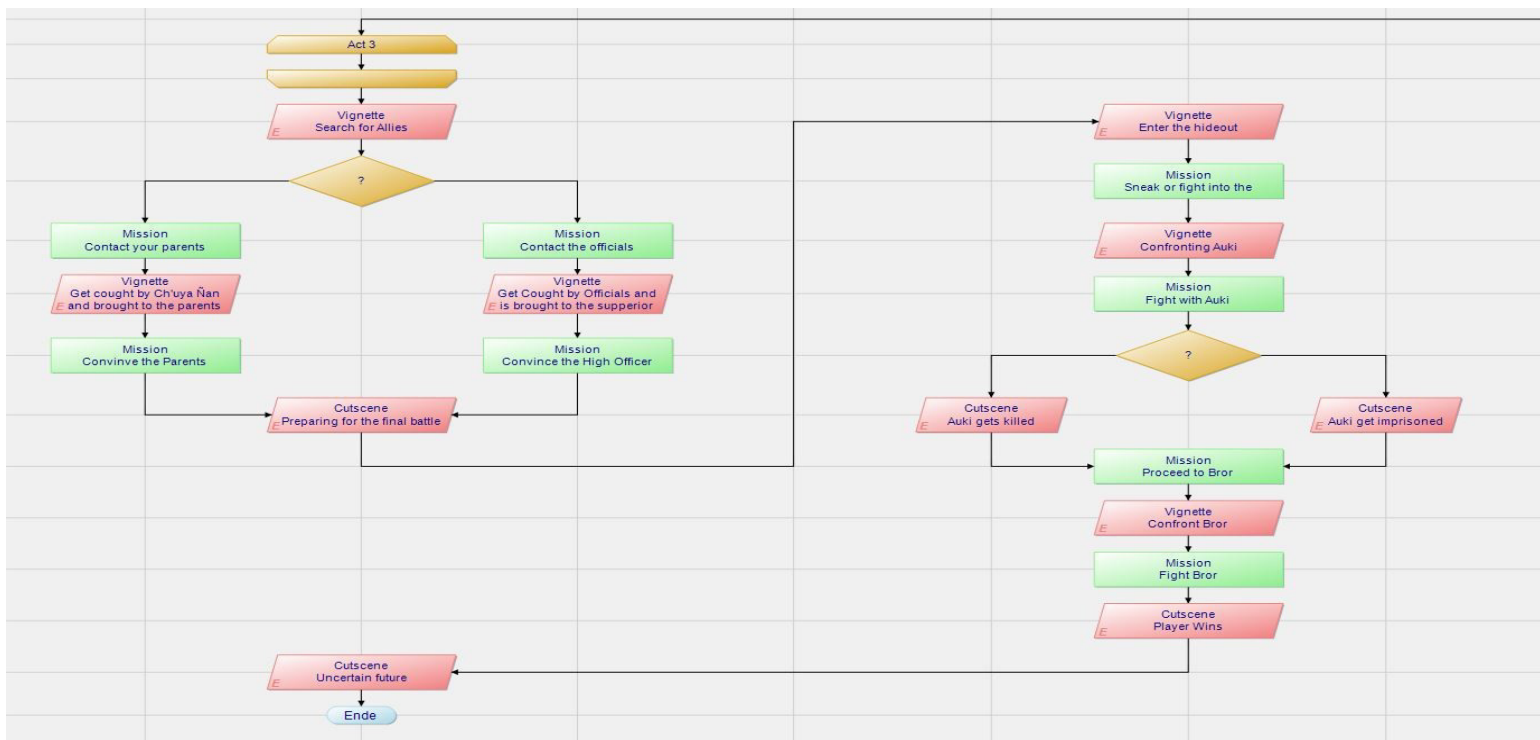 Act 3
Vignette
Search for Allies
E
?
Mission
Contact your parents
Vignette
Get cought by Ch'uya Ñan
E and brought to the parents
Mission
Convinve the Parents
Mission
Contact the officials
Vignette
Get Cought by Officials and
E is brought to the supperior
Mission
Convince the High Officer
Cutscene
Preparing for the final battle
E
Vignette
Enter the hideout
E
Mission
Sneak or fight into the
Vignette
Confronting Auki
E
Mission
Fight with Auki
?
Cutscene
Auki gets killed
E
Cutscene
Auki get imprisoned
E
Mission
Proceed to Bror
Vignette
Confront Bror
E
Mission
Fight Bror
Cutscene
Player Wins
E
Cutscene
Uncertain future
E
Ende